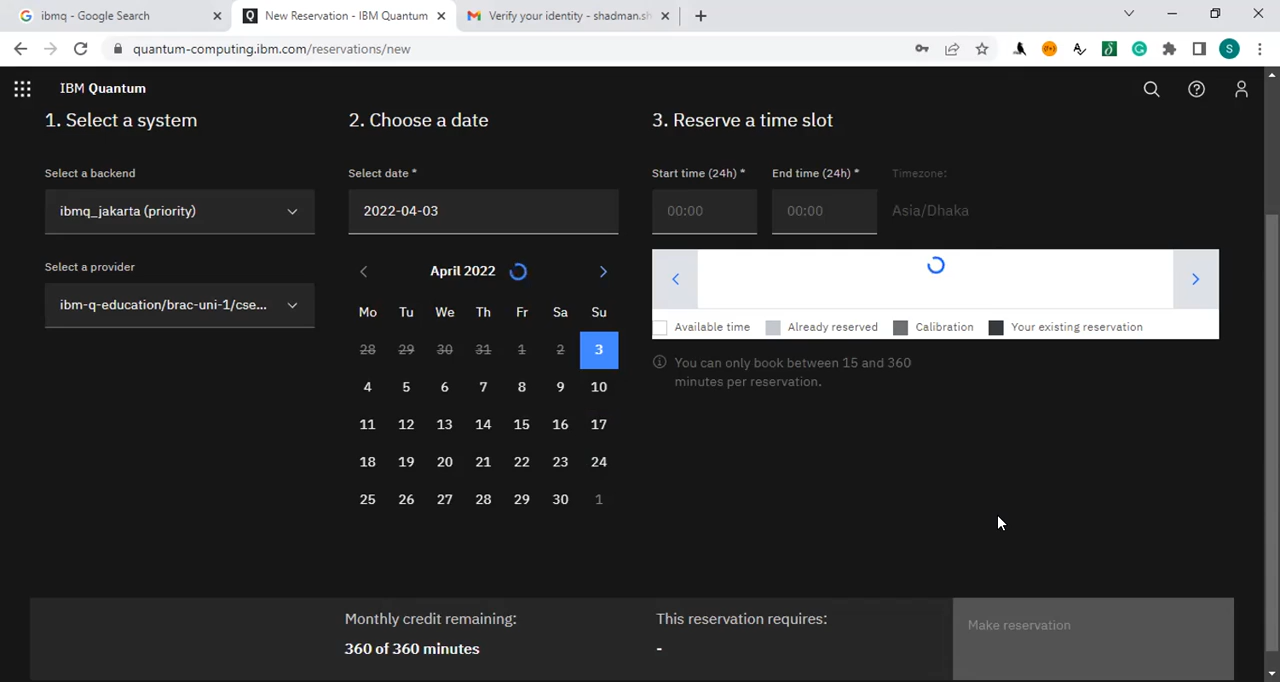 ibmq - Google Search
New Reservation - IBM Quantum
Verify your identity - shadman.sh
quantum-computing.ibm.com/reservations/new
S
IBM Quantum
1. Select a system
2. Choose a date
3. Reserve a time slot
Select a backend
Select date *
Start time (24h) *
End time (24h) *
Timezone:
ibmq_jakarta (priority)
2022-04-03
00:00
00:00
Asia/Dhaka
Select a provider
April 2022
ibm-q-education/brac-uni-1/cse...
Mo Tu We Th Fr Sa Su
Available time
Already reserved
Calibration
Your existing reservation
28 29 30 31 1 2 3
You can only book between 15 and 360
minutes per reservation.
4 5 6 7 8 9 10
11 12 13 14 15 16 17
18 19 20 21 22 23 24
25 26 27 28 29 30 1
Monthly credit remaining:
This reservation requires:
Make reservation
360 of 360 minutes
-